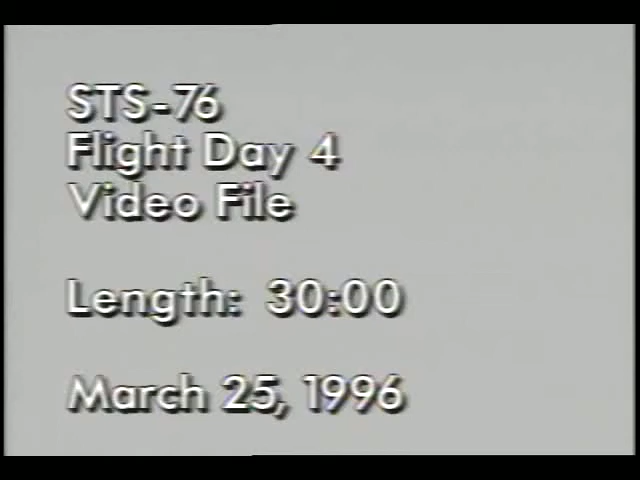 STS-76
Flight Day 4
Video File
Length: 30:00
March 25, 1996